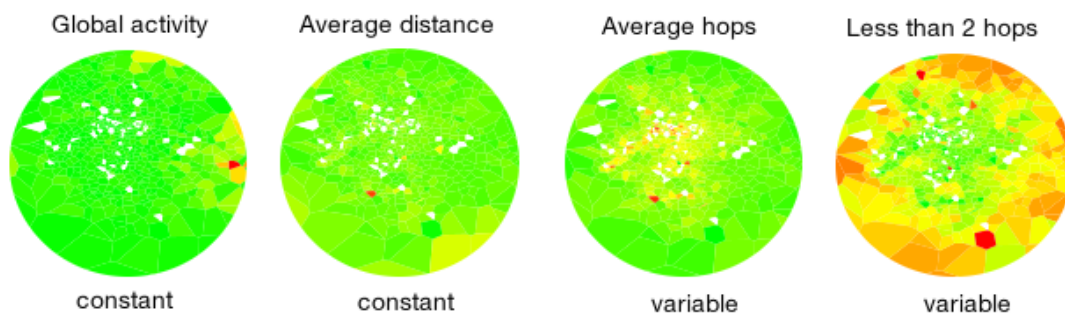 Global activity
Average distance
Average hops
Less than 2 hops
constant
constant
variable
variable